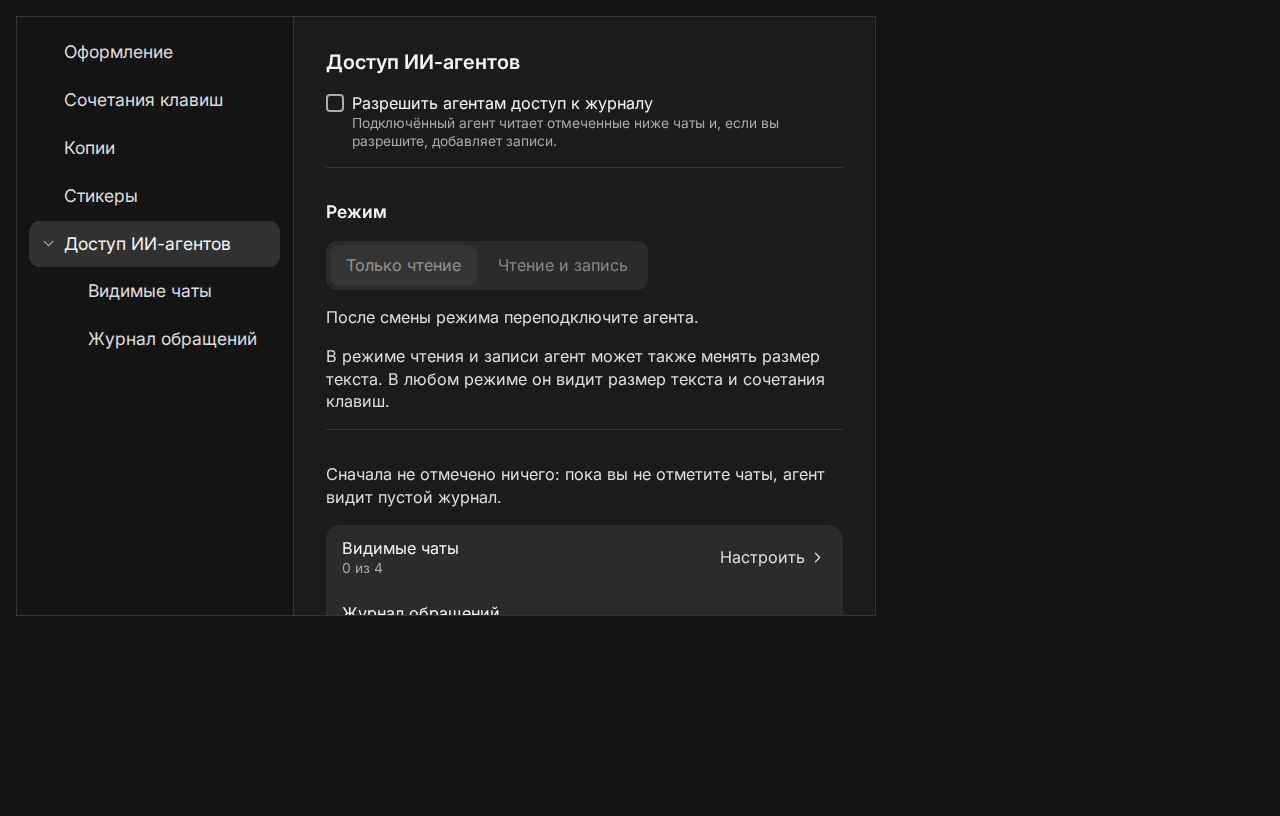 Оформление
Сочетания клавиш
Копии
Стикеры
Доступ ИИ-агентов
Видимые чаты
Журнал обращений
Доступ ИИ-агентов
Разрешить агентам доступ к журналу
Подключённый агент читает отмеченные ниже чаты и, если вы
разрешите, добавляет записи.
Режим
Только чтение
Чтение и запись
После смены режима переподключите агента.
В режиме чтения и записи агент может также менять размер
текста. В любом режиме он видит размер текста и сочетания
клавиш.
Сначала не отмечено ничего: пока вы не отметите чаты, агент
видит пустой журнал.
Видимые чаты
0 из 4
Настроить
Журнал обращений